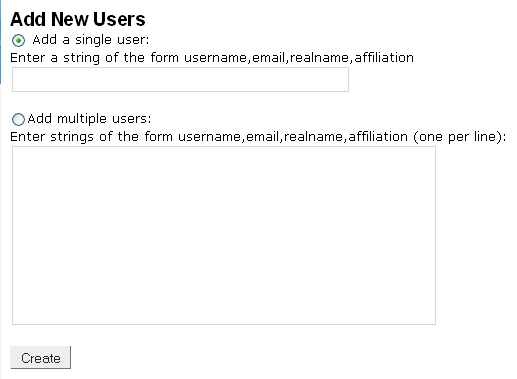 Add New Users
Add a single user:
Enter a string of the form username,email,realname,affiliation
Add multiple users:
Enter strings of the form username,email,realname,affiliation (one per line):
Create